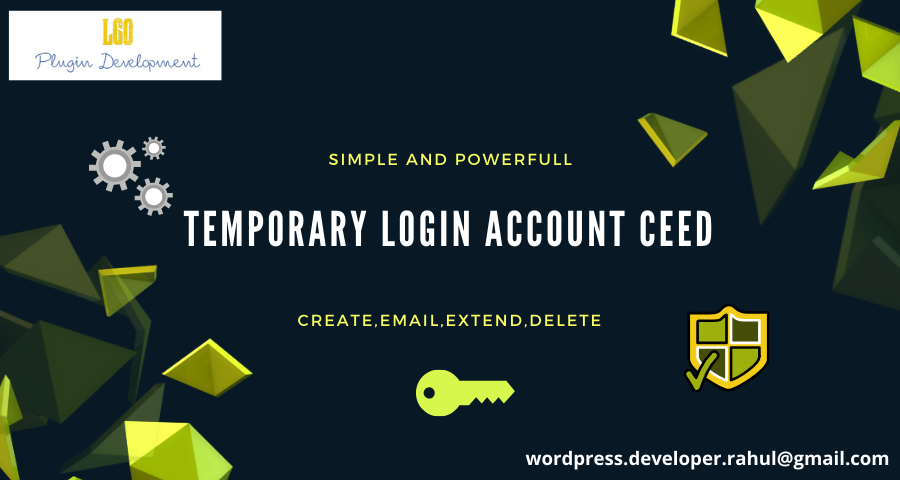 LGO
Plugin Development
SIMPLE AND POWERFULL
TEMPORARY LOGIN ACCOUNT CEED
CREATE,EMAIL,EXTEND,DELETE
wordpress.developer.rahul@gmail.com